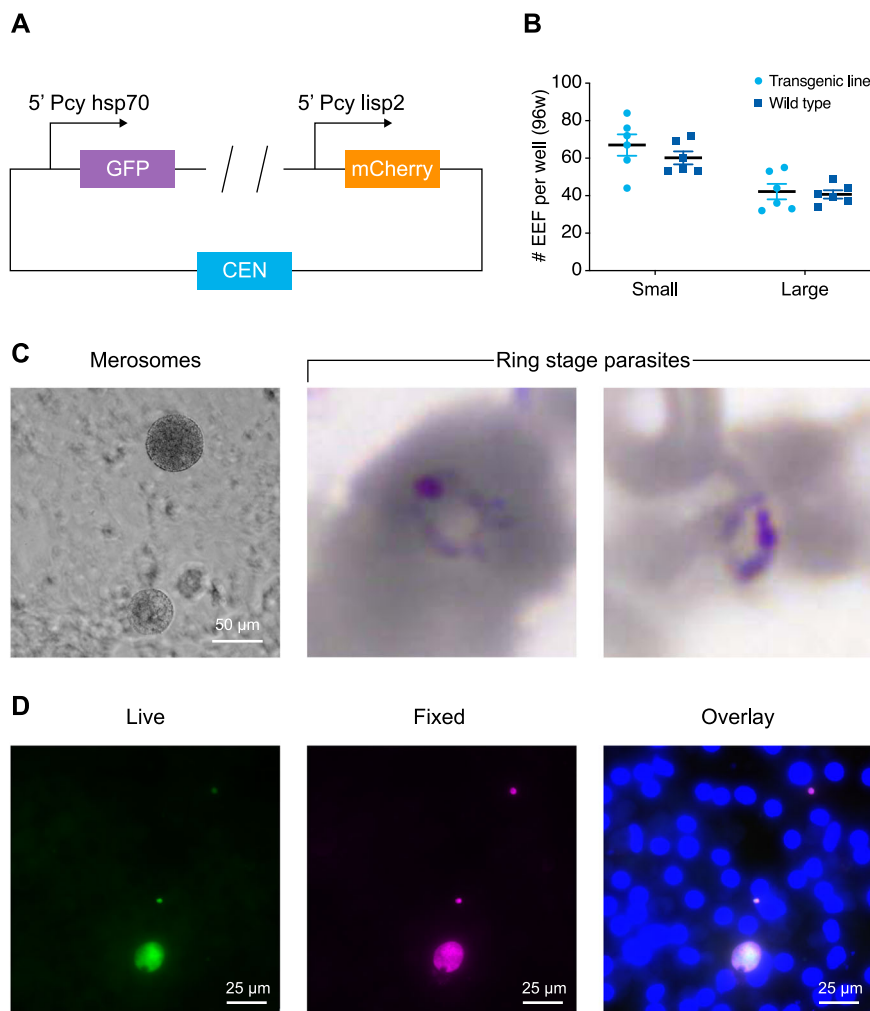 A
5' Pcy hsp70
5' Pcy lisp2
GFP
mCherry
CEN
B
# EEF per well (96w)
100
80
60
40
20
0
Transgenic line
Wild type
Small
Large
C
Merosomes
Ring stage parasites
50 µm
D
Live
Fixed
Overlay
25 µm
25 µm
25 µm